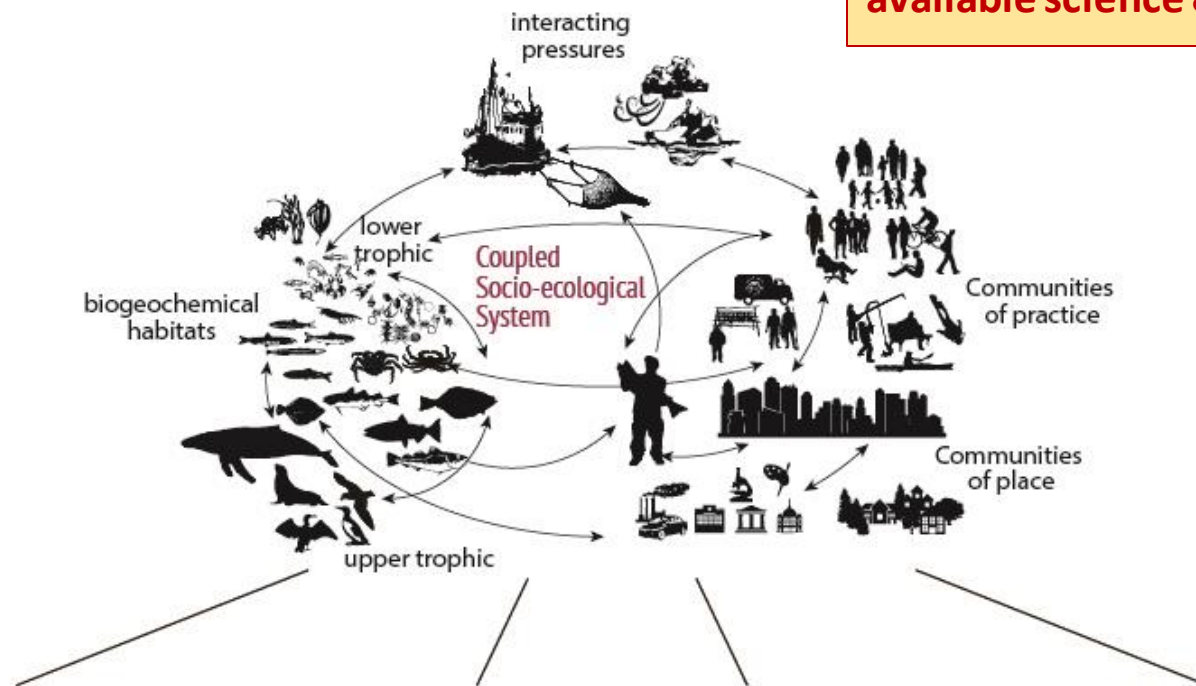 available science
interacting
pressures
lower
trophic
Coupled
Socio-ecological
System
biogeochemical
habitats
Communities
of practice
Communities
of place
upper trophic